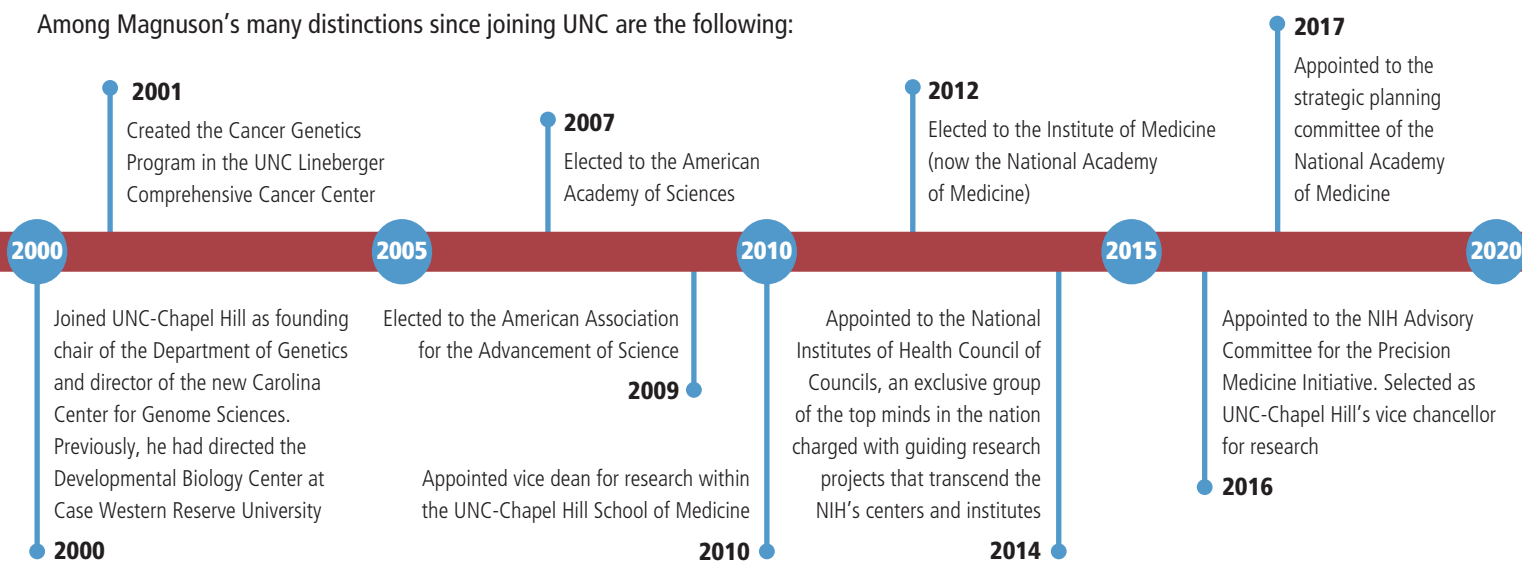 Among Magnuson’s many distinctions since joining UNC are the following:
2001
Created the Cancer Genetics
Program in the UNC Lineberger
Comprehensive Cancer Center
2007
Elected to the American
Academy of Sciences
2012
Elected to the Institute of Medicine
(now the National Academy
of Medicine)
2017
Appointed to the
strategic planning
committee of the
National Academy
of Medicine
2000
2005
2010
2015
2020
Joined UNC-Chapel Hill as founding
chair of the Department of Genetics
and director of the new Carolina
Center for Genome Sciences.
Previously, he had directed the
Developmental Biology Center at
Case Western Reserve University
2000
Elected to the American Association
for the Advancement of Science
2009
Appointed vice dean for research within
the UNC-Chapel Hill School of Medicine
2010
Appointed to the National
Institutes of Health Council of
Councils, an exclusive group
of the top minds in the nation
charged with guiding research
projects that transcend the
NIH’s centers and institutes
2014
Appointed to the NIH Advisory
Committee for the Precision
Medicine Initiative. Selected as
UNC-Chapel Hill’s vice chancellor
for research
2016